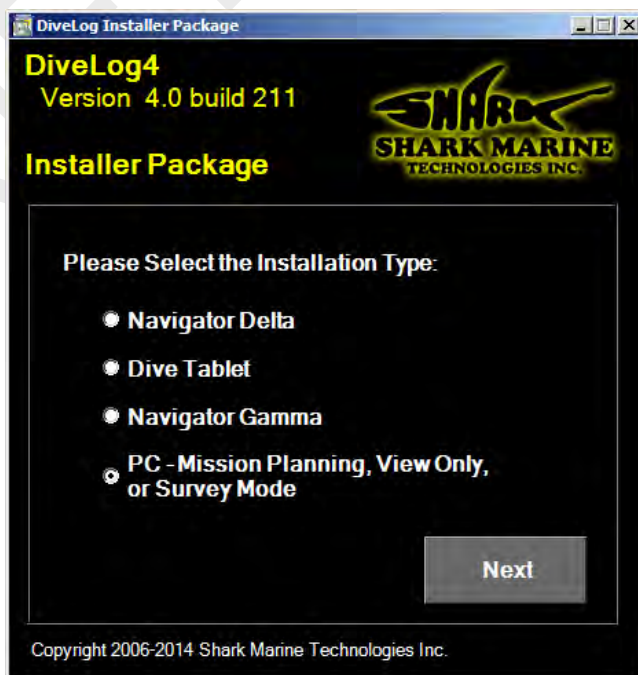 DiveLog Installer Package
DiveLog4
Version 4.0 build 211
SHARK
SHARK MARINE
TECHNOLOGIES INC.
Installer Package
Please Select the Installation Type:
Navigator Delta
Dive Tablet
Navigator Gamma
PC - Mission Planning, View Only,
or Survey Mode
Next
Copyright 2006-2014 Shark Marine Technologies Inc.